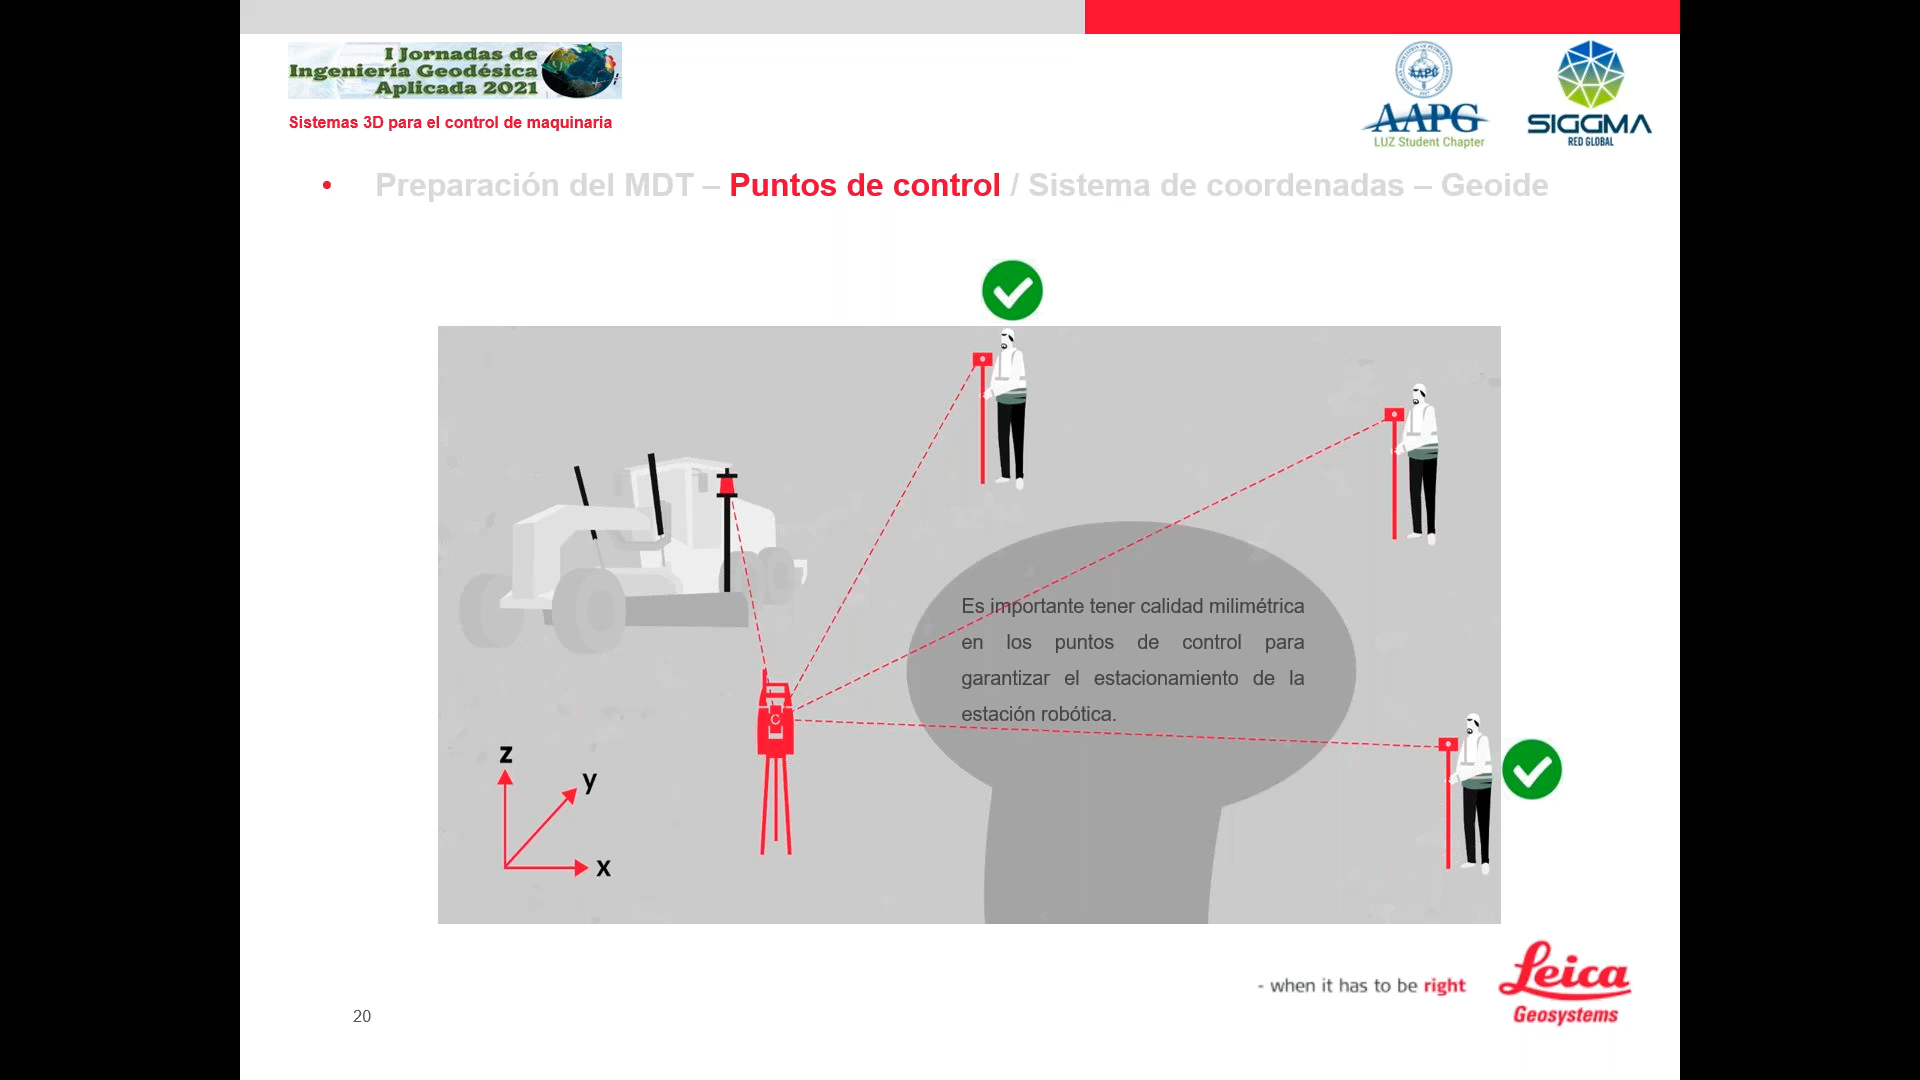 I Jornadas de
Ingeniería Geodésica
Aplicada 2021
Sistemas 3D para el control de maquinaria
AAPG
AAPG
LUZ Student Chapter
SIGGMA
RED GLOBAL
• Preparación del MDT – Puntos de control / Sistema de coordenadas – Geoide
Es importante tener calidad milimétrica
en los puntos de control para
garantizar el estacionamiento de la
estación robótica.
C
z
y
x
- when it has to be right
Leica
Geosystems
20